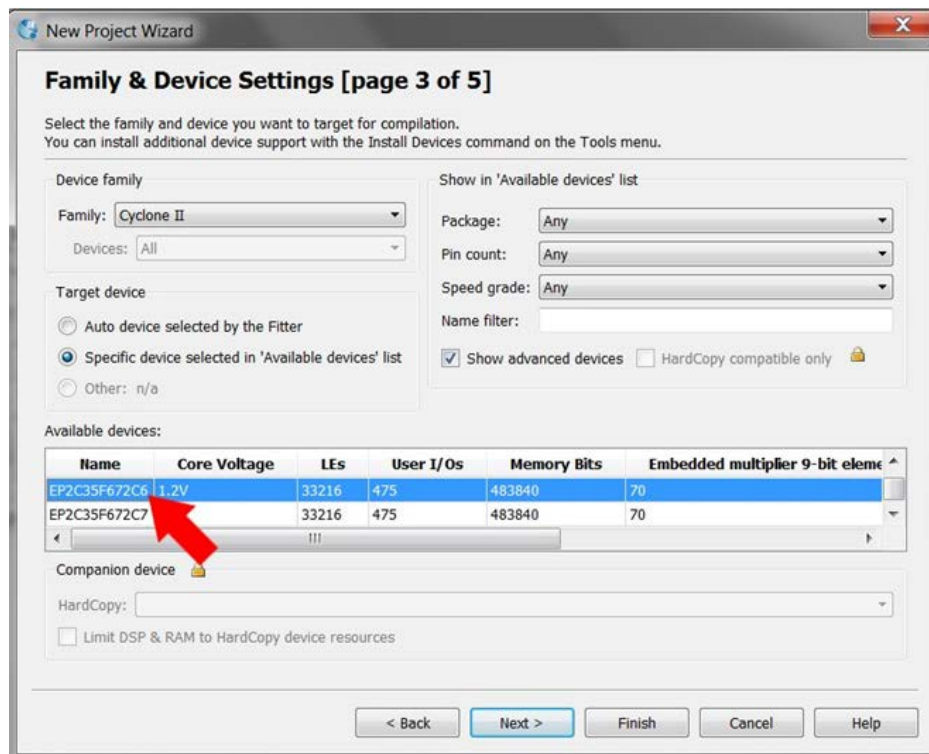 New Project Wizard
Family & Device Settings [page 3 of 5]
Select the family and device you want to target for compilation.
You can install additional device support with the Install Devices command on the Tools menu.
Device family
Family: Cyclone II
Devices: All
Target device
Auto device selected by the Fitter
Specific device selected in 'Available devices' list
Other: n/a
Show in 'Available devices' list
Package: Any
Pin count: Any
Speed grade: Any
Name filter:
Show advanced devices HardCopy compatible only
Available devices:
Name Core Voltage LEs User I/Os Memory Bits Embedded multiplier 9-bit eleme
EP2C35F672C6 1.2V 33216 475 483840 70
EP2C35F672C7 33216 475 483840 70
Companion device
HardCopy:
Limit DSP & RAM to HardCopy device resources
< Back Next > Finish Cancel Help